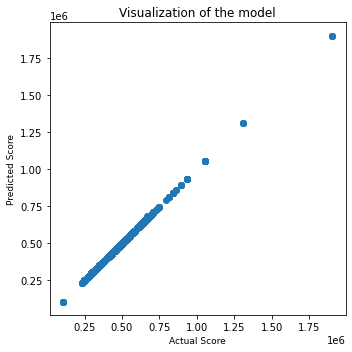 Visualization of the model
1e6
1.75
1.50
1.25
1.00
0.75
0.50
0.25
Predicted Score
0.25 0.50 0.75 1.00 1.25 1.50 1.75
Actual Score
1e6